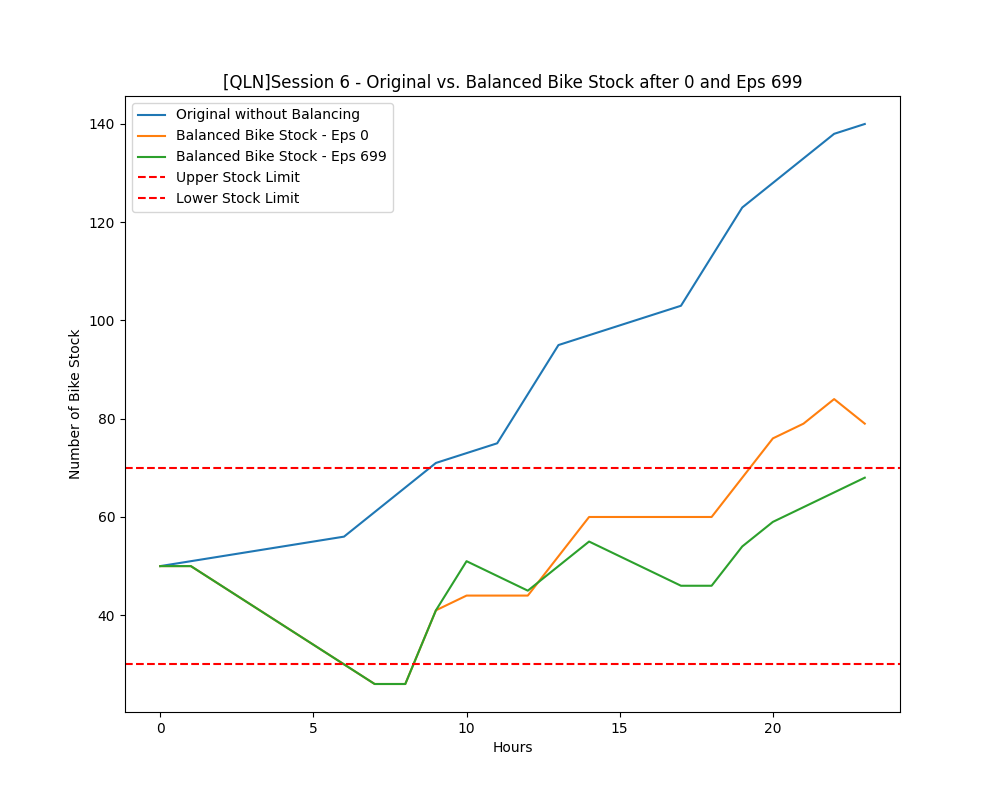 [QLN]Session 6 - Original vs. Balanced Bike Stock after 0 and Eps 699
Original without Balancing
Balanced Bike Stock - Eps 0
Balanced Bike Stock - Eps 699
Upper Stock Limit
Lower Stock Limit
140
120
100
80
60
40
Number of Bike Stock
0
5
10
15
20
Hours